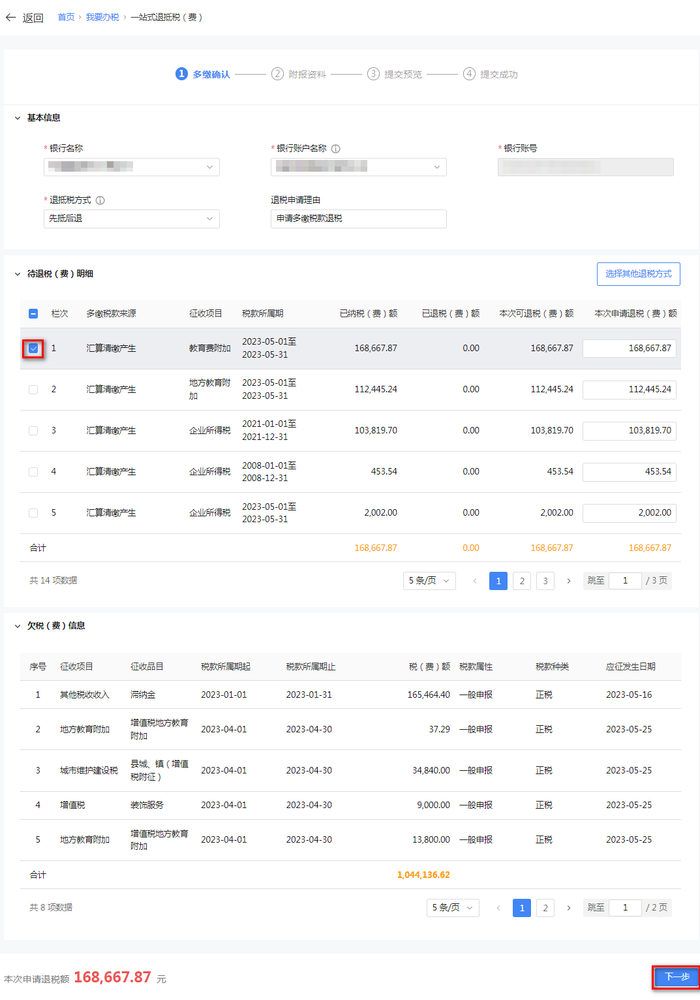 返回 首页 › 我要办税 › 一站式退抵税（费）
1 多缴确认 2 附报资料 3 提交预览 4 提交成功
基本信息
* 银行名称 * 银行账户名称 * 银行账号
* 退抵税方式 退税申请理由
先抵后退 申请多缴税款退税
待退税（费）明细 选择其他退税方式
栏次 多缴税款来源 征收项目 税款所属期 已纳税（费）额 已退税（费）额 本次可退税（费）额 本次申请退税（费）额
1 汇算清缴产生 教育费附加 2023-05-01至 168,667.87 0.00 168,667.87 168,667.87
2023-05-31
2 汇算清缴产生 地方教育附 2023-05-01至 112,445.24 0.00 112,445.24 112,445.24
加 2023-05-31
3 汇算清缴产生 企业所得税 2021-01-01至 103,819.70 0.00 103,819.70 103,819.70
2021-12-31
4 汇算清缴产生 企业所得税 2008-01-01至 453.54 0.00 453.54 453.54
2008-12-31
5 汇算清缴产生 企业所得税 2023-05-01至 2,002.00 0.00 2,002.00 2,002.00
2023-05-31
合计 168,667.87 0.00 168,667.87 168,667.87
共 14 项数据 5 条/页 ‹ 1 2 3 › 跳至 1 / 3 页
欠税（费）信息
序号 征收项目 征收品目 税款所属期起 税款所属期止 税（费）额 税款属性 税款种类 应征发生日期
1 其他税收收入 滞纳金 2023-01-01 2023-01-31 165,464.40 一般申报 正税 2023-05-16
2 地方教育附加 增值税地方教育 2023-04-01 2023-04-30 37.29 一般申报 正税 2023-05-25
附加
3 城市维护建设税 县城、镇（增值 2023-04-01 2023-04-30 34,840.00 一般申报 正税 2023-05-25
税附征）
4 增值税 装饰服务 2023-04-01 2023-04-30 9,000.00 一般申报 正税 2023-05-25
5 地方教育附加 增值税地方教育 2023-04-01 2023-04-30 13,800.00 一般申报 正税 2023-05-25
附加
合计 1,044,136.62
共 8 项数据 5 条/页 ‹ 1 2 › 跳至 1 / 2 页
本次申请退税额 168,667.87 元 下一步